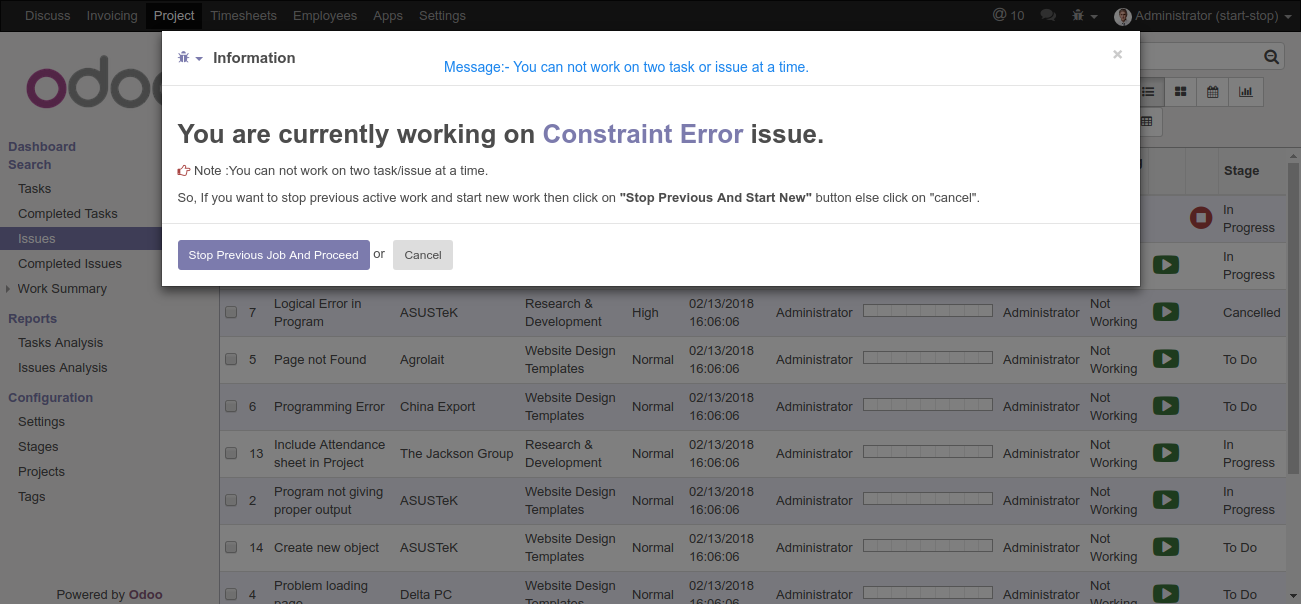 Discuss Invoicing Project Timesheets Employees Apps Settings @ 10 Administrator (start-stop)
odoo
Information
Message:- You can not work on two task or issue at a time.
×
You are currently working on Constraint Error issue.
Note :You can not work on two task/issue at a time.
So, If you want to stop previous active work and start new work then click on "Stop Previous And Start New" button else click on "cancel".
Stop Previous Job And Proceed or Cancel
Dashboard
Search
Tasks
Completed Tasks
Issues
Completed Issues
Work Summary
Reports
Tasks Analysis
Issues Analysis
Configuration
Settings
Stages
Projects
Tags
Powered by Odoo
Stage
In
Progress
In
Progress
7 Logical Error in Program ASUSTeK Research & Development High 02/13/2018 16:06:06 Administrator Administrator Not Working Cancelled
5 Page not Found Agrolait Website Design Templates Normal 02/13/2018 16:06:06 Administrator Administrator Not Working To Do
6 Programming Error China Export Website Design Templates Normal 02/13/2018 16:06:06 Administrator Administrator Not Working To Do
13 Include Attendance sheet in Project The Jackson Group Research & Development Normal 02/13/2018 16:06:06 Administrator Administrator Not Working In Progress
2 Program not giving proper output ASUSTeK Website Design Templates Normal 02/13/2018 16:06:06 Administrator Administrator Not Working In Progress
14 Create new object ASUSTeK Website Design Templates Normal 02/13/2018 16:06:06 Administrator Administrator Not Working To Do
4 Problem loading page Delta PC Website Design Templates Normal 02/13/2018 16:06:06 Administrator Administrator Not Working To Do